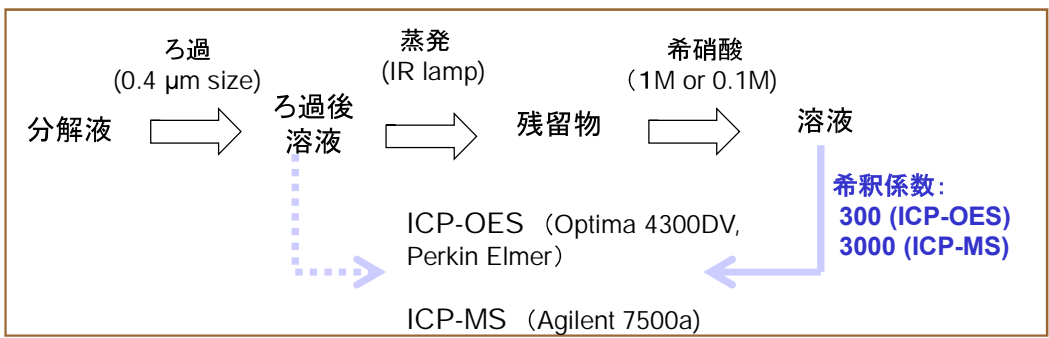 ろ過
(0.4 µm size)
蒸発
(IR lamp)
希硝酸
（1M or 0.1M）
分解液
ろ過後
溶液
残留物
溶液
希釈係数：
300 (ICP-OES)
3000 (ICP-MS)
ICP-OES （Optima 4300DV,
Perkin Elmer）
ICP-MS （Agilent 7500a)